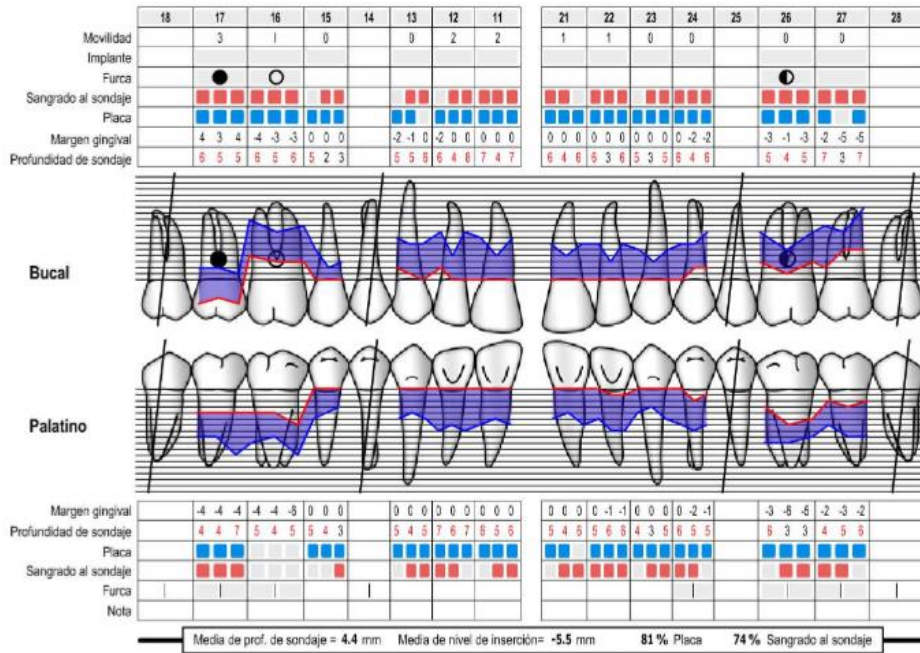 18 17 16 15 14 13 12 11 21 22 23 24 25 26 27 28
Movilidad 3 I 0 0 2 2 1 1 0 0 0 0
Implante
Furca
Sangrado al sondaje
Placa
Margen gingival 4 3 4 -4 -3 -3 0 0 0 -2 -1 0 -2 0 0 0 0 0 0 0 0 0 0 0 0 0 0 0 -2 -2 -3 -1 -3 -2 -5 -5
Profundidad de sondaje 6 5 5 6 5 6 5 2 3 5 5 6 6 4 8 7 4 7 6 4 6 6 3 6 5 3 5 6 4 6 5 4 5 7 3 7
Bucal
Palatino
Margen gingival -4 -4 -4 -4 -4 -6 0 0 0 0 0 0 0 0 0 0 0 0 0 0 0 0 -1 -1 0 0 0 0 -2 -1 -3 -6 -5 -2 -3 -2
Profundidad de sondaje 4 4 7 5 4 5 5 4 3 5 4 5 7 6 7 6 5 6 5 4 6 5 6 6 4 3 5 6 5 5 6 3 3 4 3 5
Placa
Sangrado al sondaje
Furca
Nota
Media de prof. de sondaje = 4.4 mm Media de nivel de inserción= -5.5 mm 81 % Placa 74 % Sangrado al sondaje